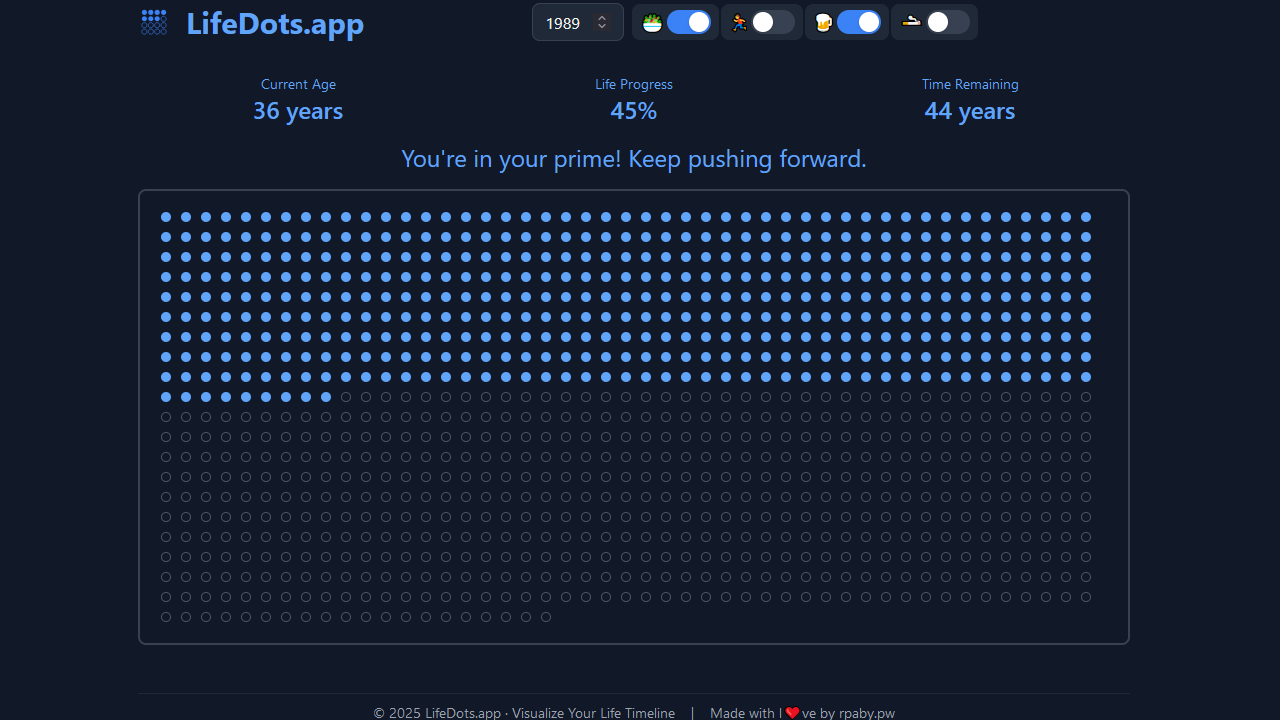 LifeDots.app
1989
Current Age
36 years
Life Progress
45%
Time Remaining
44 years
You're in your prime! Keep pushing forward.
© 2025 LifeDots.app · Visualize Your Life Timeline | Made with l❤️ve by rpaby.pw